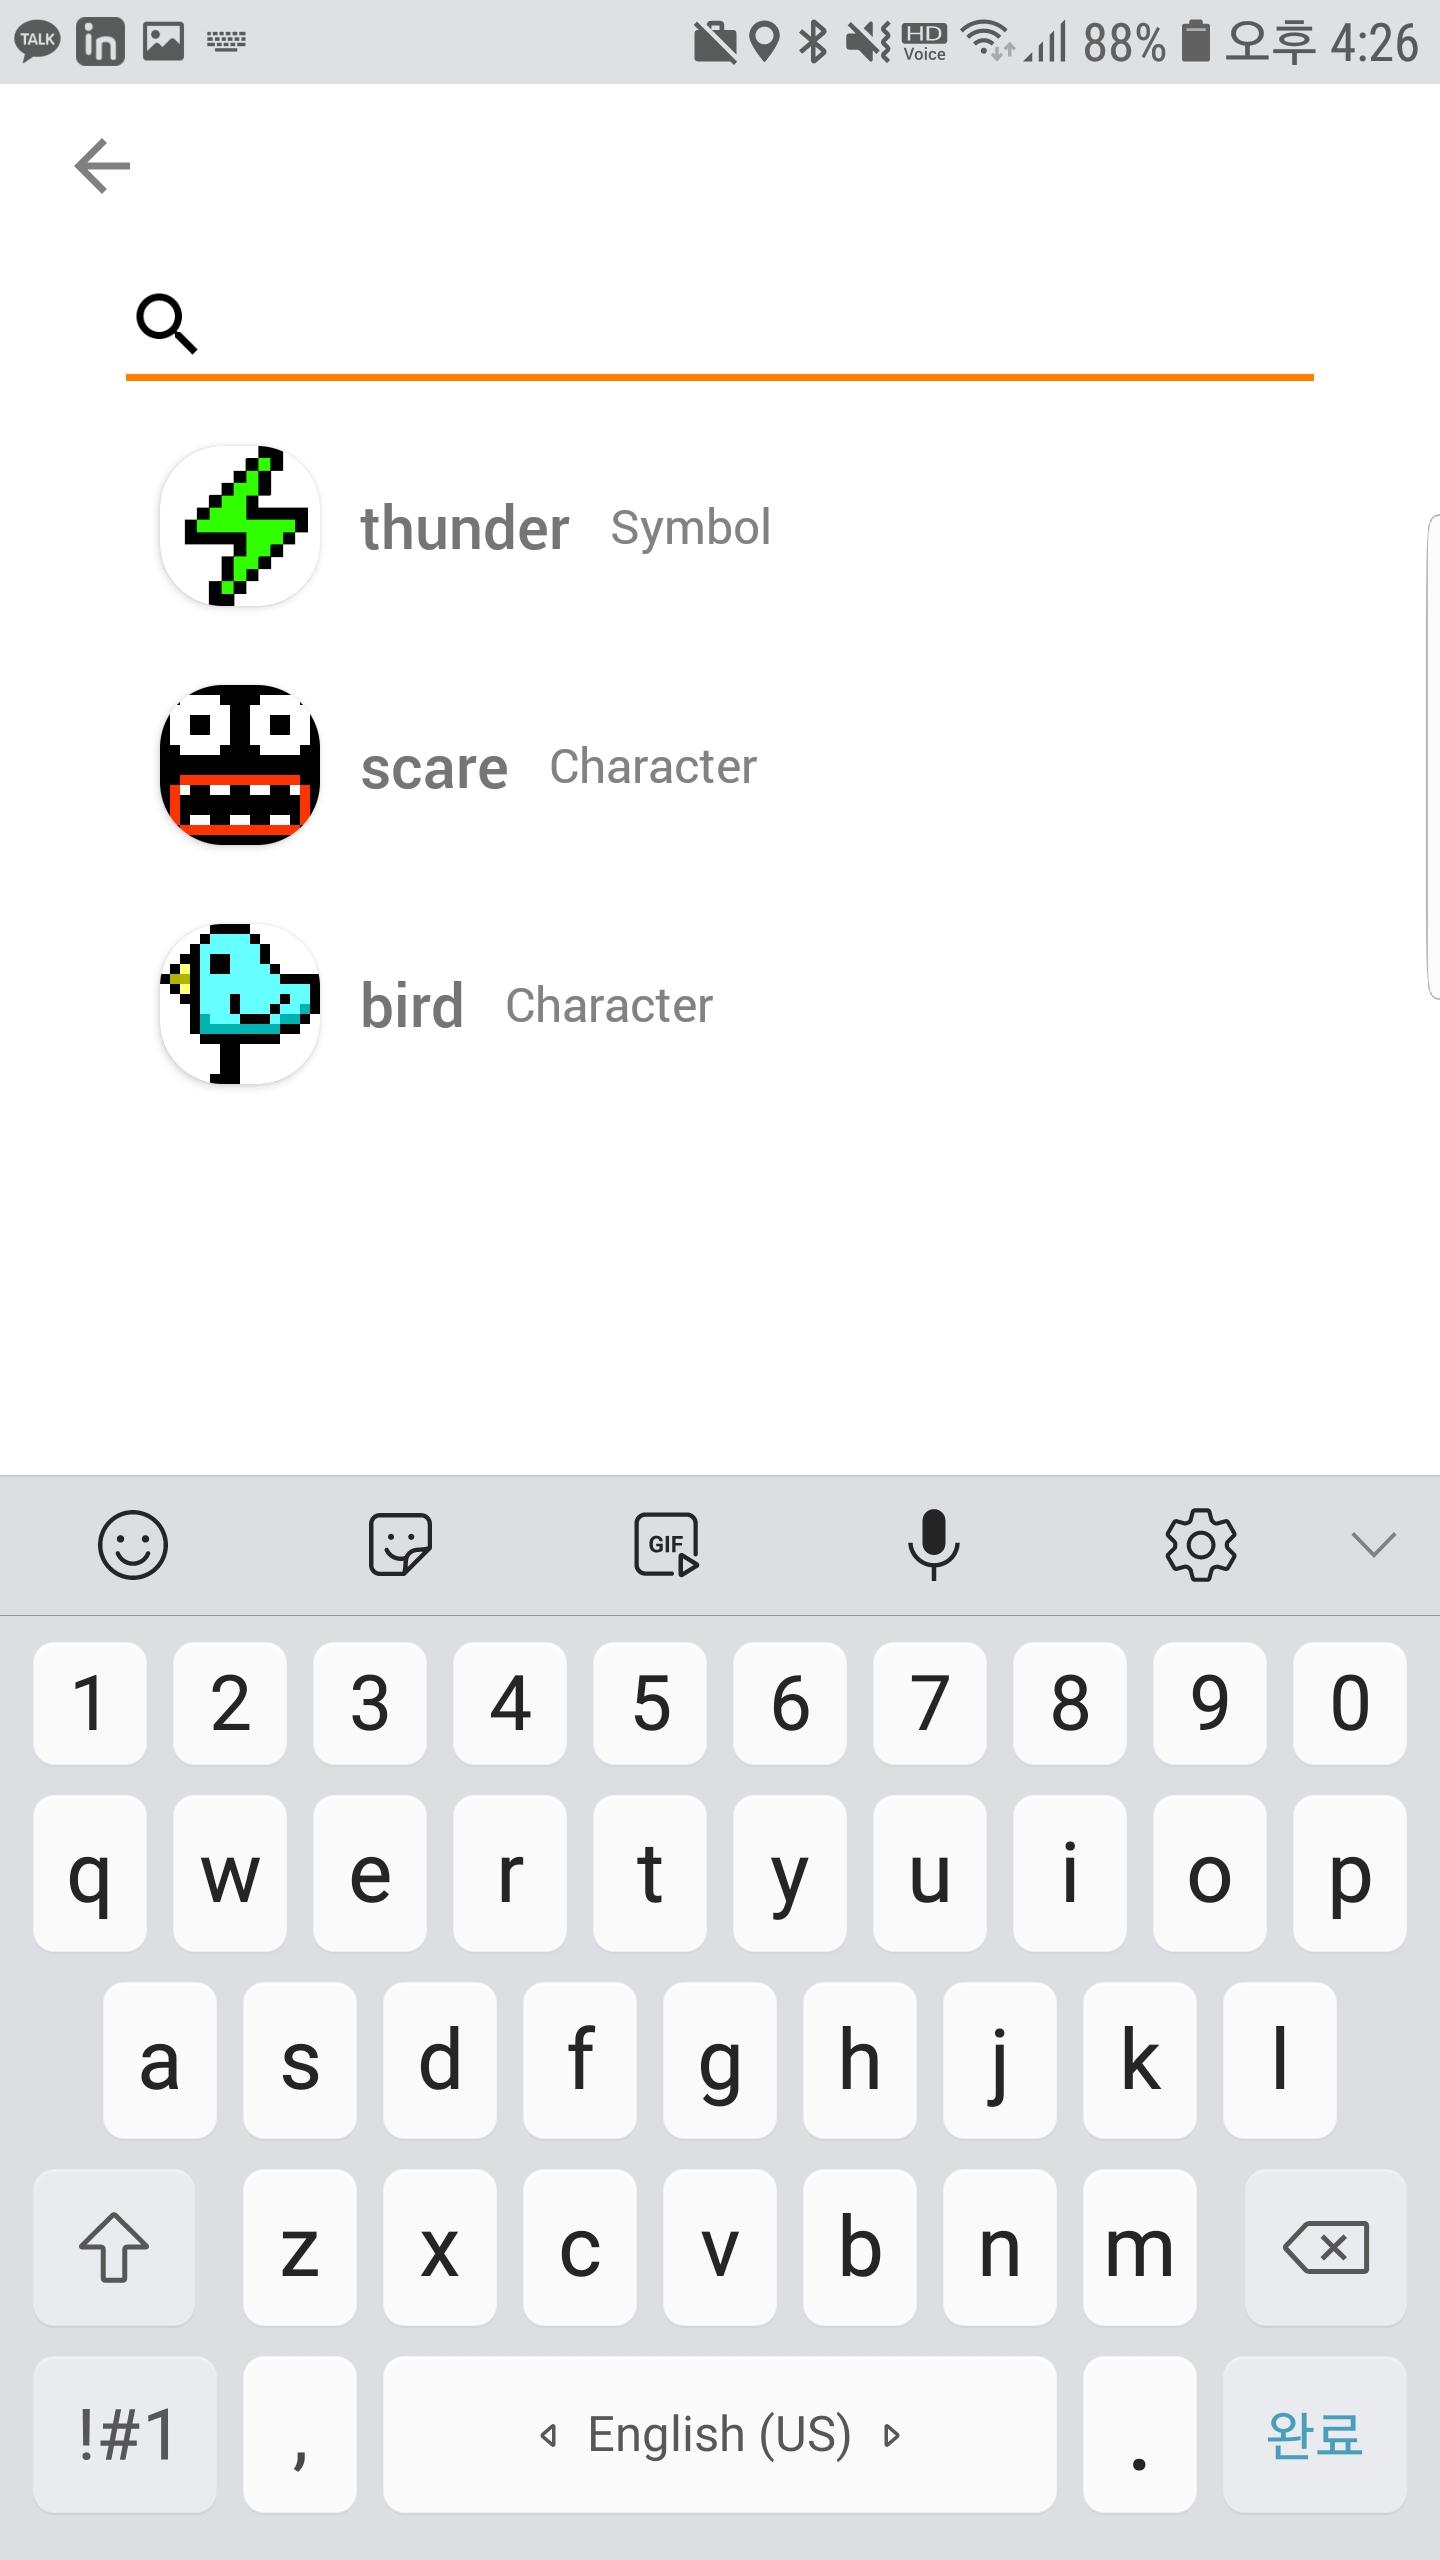 TALK in HD Voice 88% 오후 4:26
thunder Symbol
scare Character
bird Character
GIF
1 2 3 4 5 6 7 8 9 0
q w e r t y u i o p
a s d f g h j k l
z x c v b n m
!#1 , English (US) . 완료